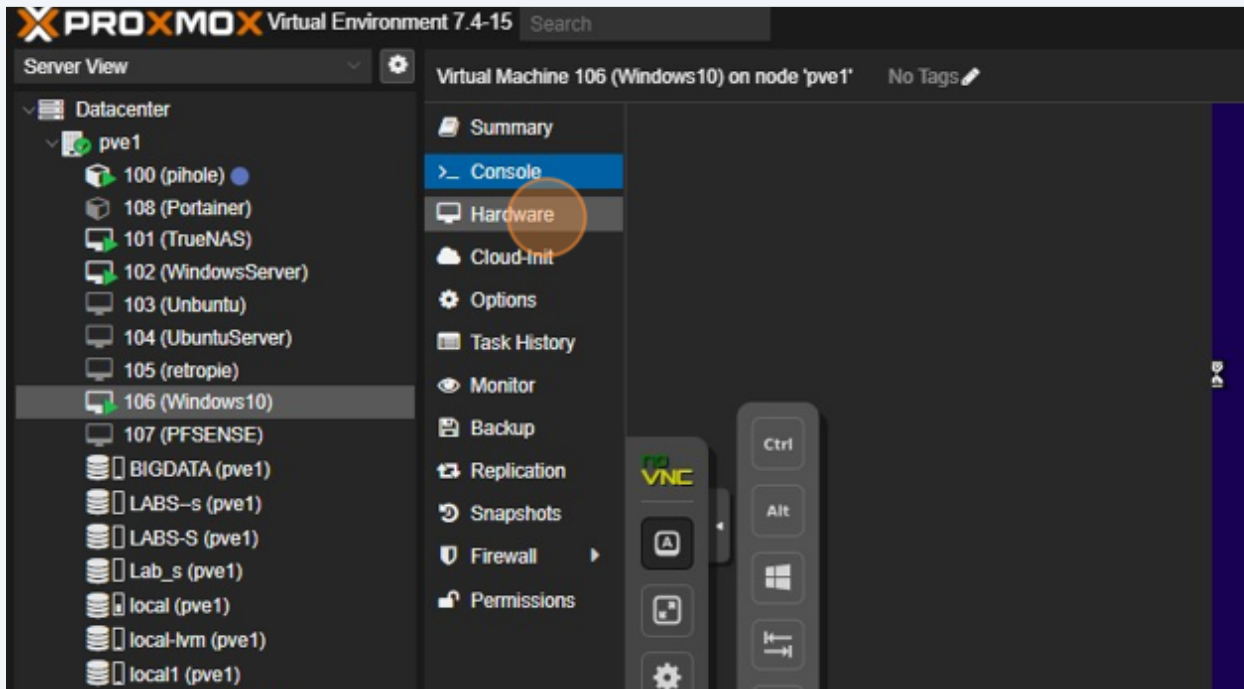 PROXMOX Virtual Environment 7.4-15 Search
Server View
Virtual Machine 106 (Windows10) on node 'pve1' No Tags
Datacenter
pve1
100 (pihole)
108 (Portainer)
101 (TrueNAS)
102 (WindowsServer)
103 (Unbuntu)
104 (UbuntuServer)
105 (retropie)
106 (Windows10)
107 (PFSENSE)
BIGDATA (pve1)
LABS--s (pve1)
LABS-S (pve1)
Lab_s (pve1)
local (pve1)
local-lvm (pve1)
local1 (pve1)
Summary
>_ Console
Hardware
Cloud-Init
Options
Task History
Monitor
Backup
Replication
Snapshots
Firewall
Permissions
no
VNC
A
Ctrl
Alt